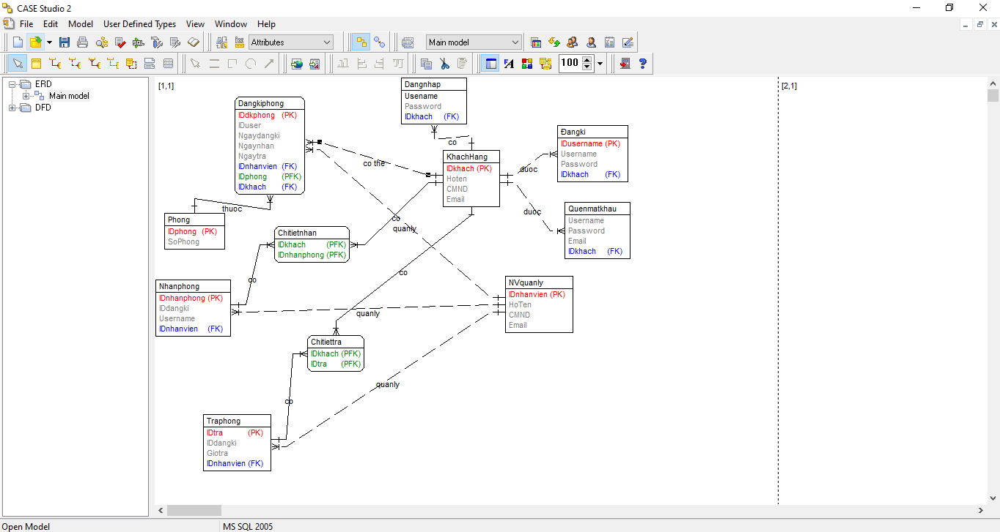 CASE Studio 2
File Edit Model User Defined Types View Window Help
Attributes
Main model
100
ERD
Main model
DFD
[1,1]
[2,1]
Dangnhap
Usename
Password
IDkhach (FK)
Dangkiphong
IDdkphong (PK)
IDuser
Ngaydangki
Ngaynhan
Ngaytra
IDnhanvien (FK)
IDphong (PFK)
IDkhach (FK)
co
Đangki
IDusername (PK)
Username
Password
IDkhach (FK)
KhachHang
IDkhach (PK)
Hoten
CMND
Email
co the
duoc
thuoc
Phong
IDphong (PK)
SoPhong
duoc
Quenmatkhau
Username
Password
Email
IDkhach (FK)
co
quanly
Chitietnhan
IDkhach (PFK)
IDnhanphong (PFK)
co
co
Nhanphong
IDnhanphong (PK)
IDdangki
Username
IDnhanvien (FK)
NVquanly
IDnhanvien (PK)
HoTen
CMND
Email
quanly
Chitiettra
IDkhach (PFK)
IDtra (PFK)
quanly
co
Traphong
IDtra (PK)
IDdangki
Giotra
IDnhanvien (FK)
Open Model
MS SQL 2005